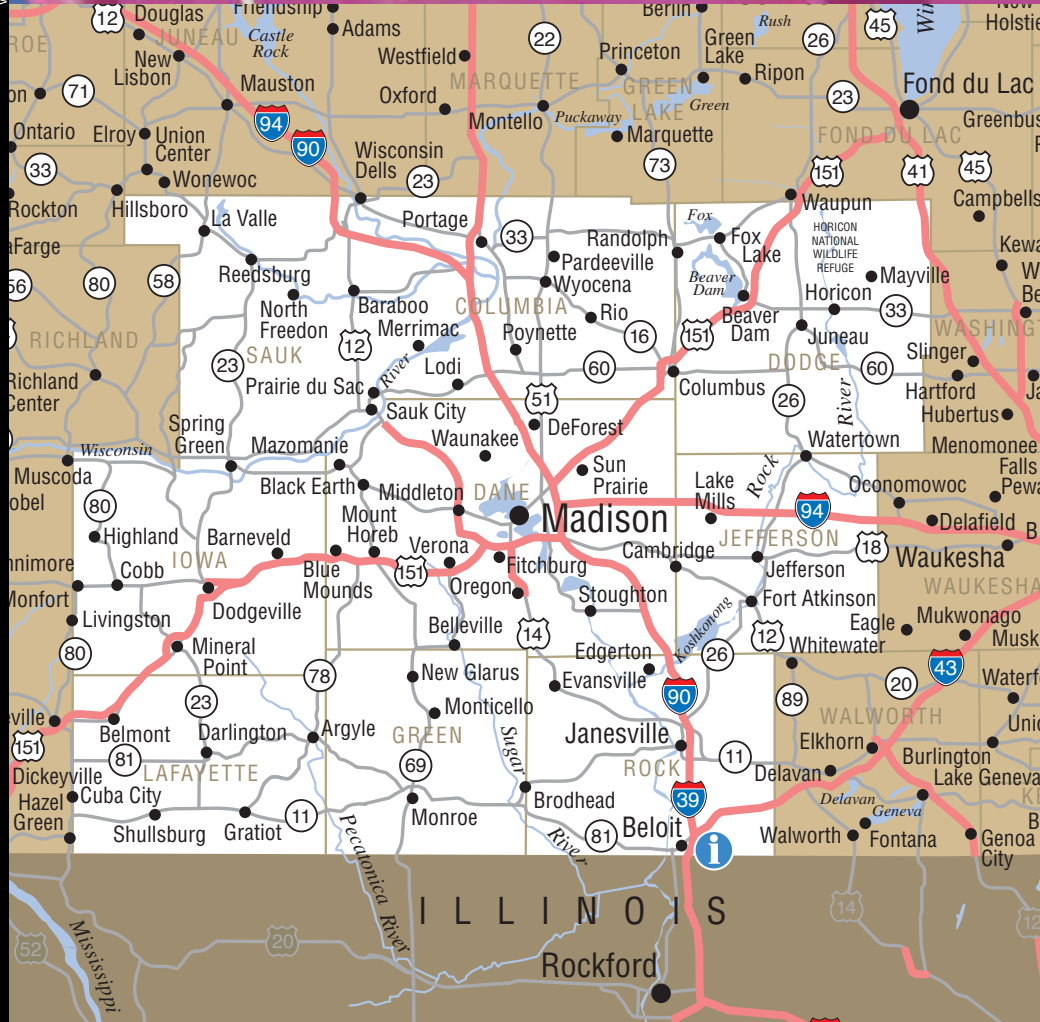 12
Douglas
Friendship
Adams
JUNEAU
Castle
Rock
New
Lisbon
Mauston
71
Ontario
Elroy
Union
Center
33
Wonewoc
Rockton
Hillsboro
94
90
Westfield
MARQUETTE
Oxford
Montello
22
Wisconsin
Dells
23
Portage
33
Berlin
Rush
Princeton
Green
Lake
Ripon
GREEN
LAKE
Green
Puckaway
Marquette
73
26
45
23
Fond du Lac
Greenbus
FOND DU LAC
151
41
45
Holstie
Campbells
Waupun
HORICON
NATIONAL
WILDLIFE
REFUGE
Mayville
Horicon
33
Juneau
DODGE
60
Slinger
Hartford
Hubertus
La Valle
Reedsburg
North
Freedon
Baraboo
58
80
56
RICHLAND
Richland
Center
23
SAUK
12
Merrimac
River
Lodi
Prairie du Sac
Sauk City
COLUMBIA
Pardeeville
Wyocena
Rio
Poynette
16
60
51
Randolph
Fox
Fox
Lake
Beaver
Dam
Beaver
Dam
151
Columbus
26
River
Watertown
Menomonee
Falls
Spring
Green
Mazomanie
Wisconsin
Muscoda
80
Highland
Cobb
Livingston
80
IOWA
Barneveld
Dodgeville
Mineral
Point
Black Earth
Mount
Horeb
Blue
Mounds
Waunakee
DeForest
Middleton
DANE
Madison
Sun
Prairie
Verona
151
Fitchburg
Oregon
Stoughton
Belleville
14
Lake
Mills
Rock
94
JEFFERSON
Cambridge
Jefferson
Fort Atkinson
18
Oconomowoc
Delafield
Waukesha
WAUKESHA
Koshkonong
12
26
Edgerton
Whitewater
Eagle
Mukwonago
43
20
89
WALWORTH
Elkhorn
Burlington
Lake Geneva
Delavan
Delavan
Geneva
Walworth
Fontana
Genoa
City
78
23
Belmont
151
Darlington
81
LAFAYETTE
Dickeyville
Cuba City
Hazel
Green
Shullsburg
Gratiot
11
Argyle
New Glarus
Monticello
GREEN
69
Monroe
Evansville
90
Janesville
ROCK
11
39
Sugar
River
Brodhead
81
Beloit
i
Pecatonica River
ILLINOIS
Rockford
Mississippi
52
20
14
12